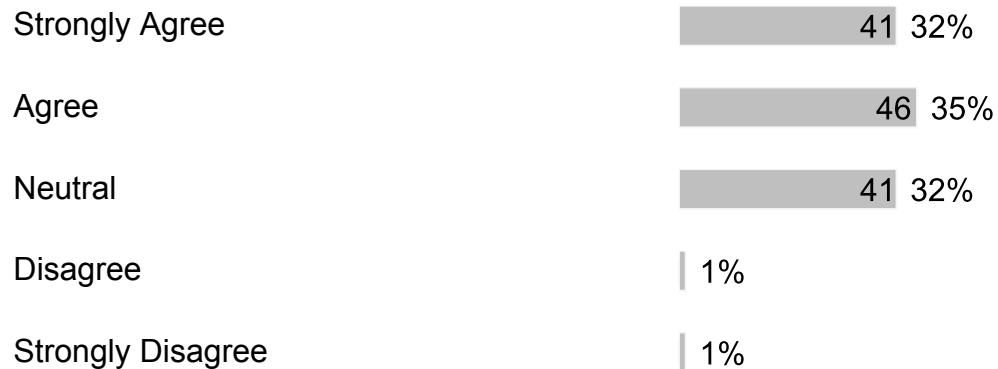 Strongly Agree 41 32%
Agree 46 35%
Neutral 41 32%
Disagree 1%
Strongly Disagree 1%